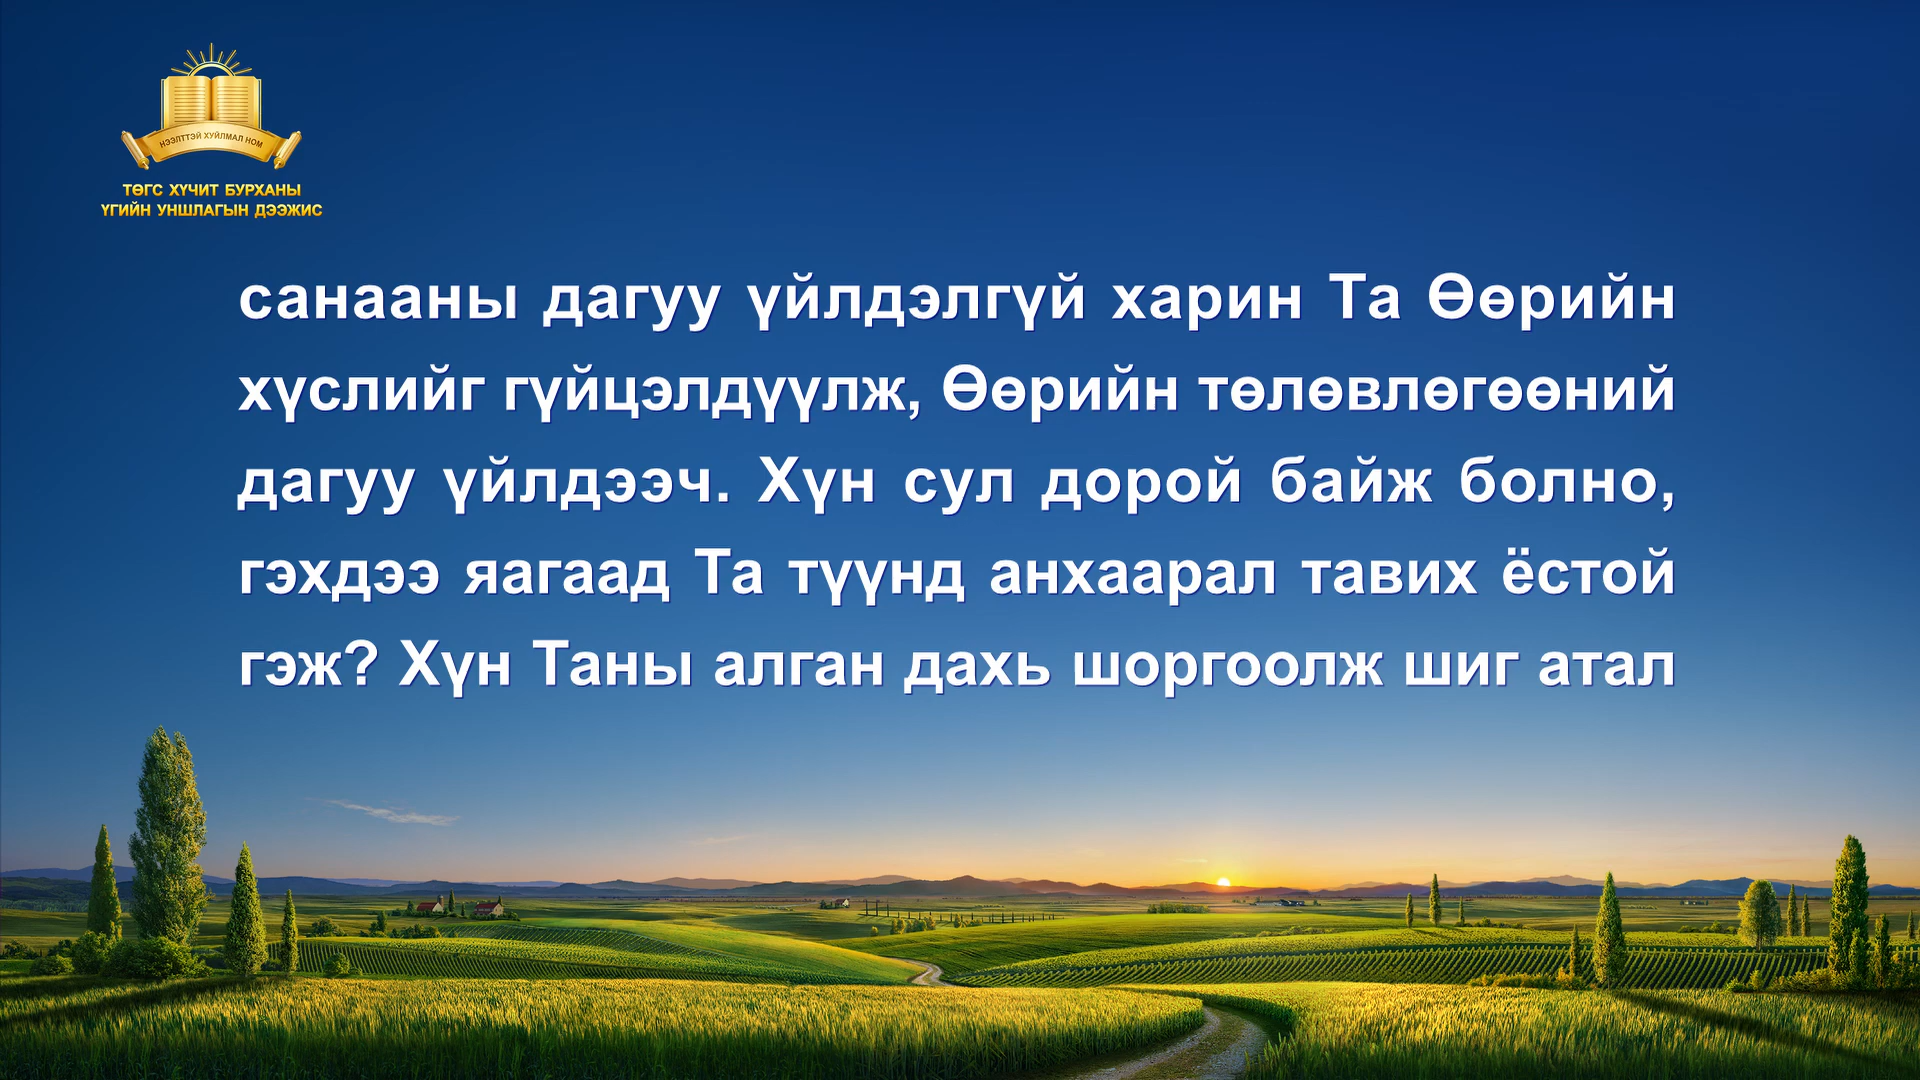 НЭЭЛТТЭЙ ХУЙЛМАЛ НОМ
ТӨГС ХҮЧИТ БУРХАНЫ
ҮГИЙН УНШЛАГЫН ДЭЭЖИС
санааны дагуу үйлдэлгүй харин Та Өөрийн
хүслийг гүйцэлдүүлж, Өөрийн төлөвлөгөөний
дагуу үйлдээч. Хүн сул дорой байж болно,
гэхдээ яагаад Та түүнд анхаарал тавих ёстой
гэж? Хүн Таны алган дахь шоргоолж шиг атал